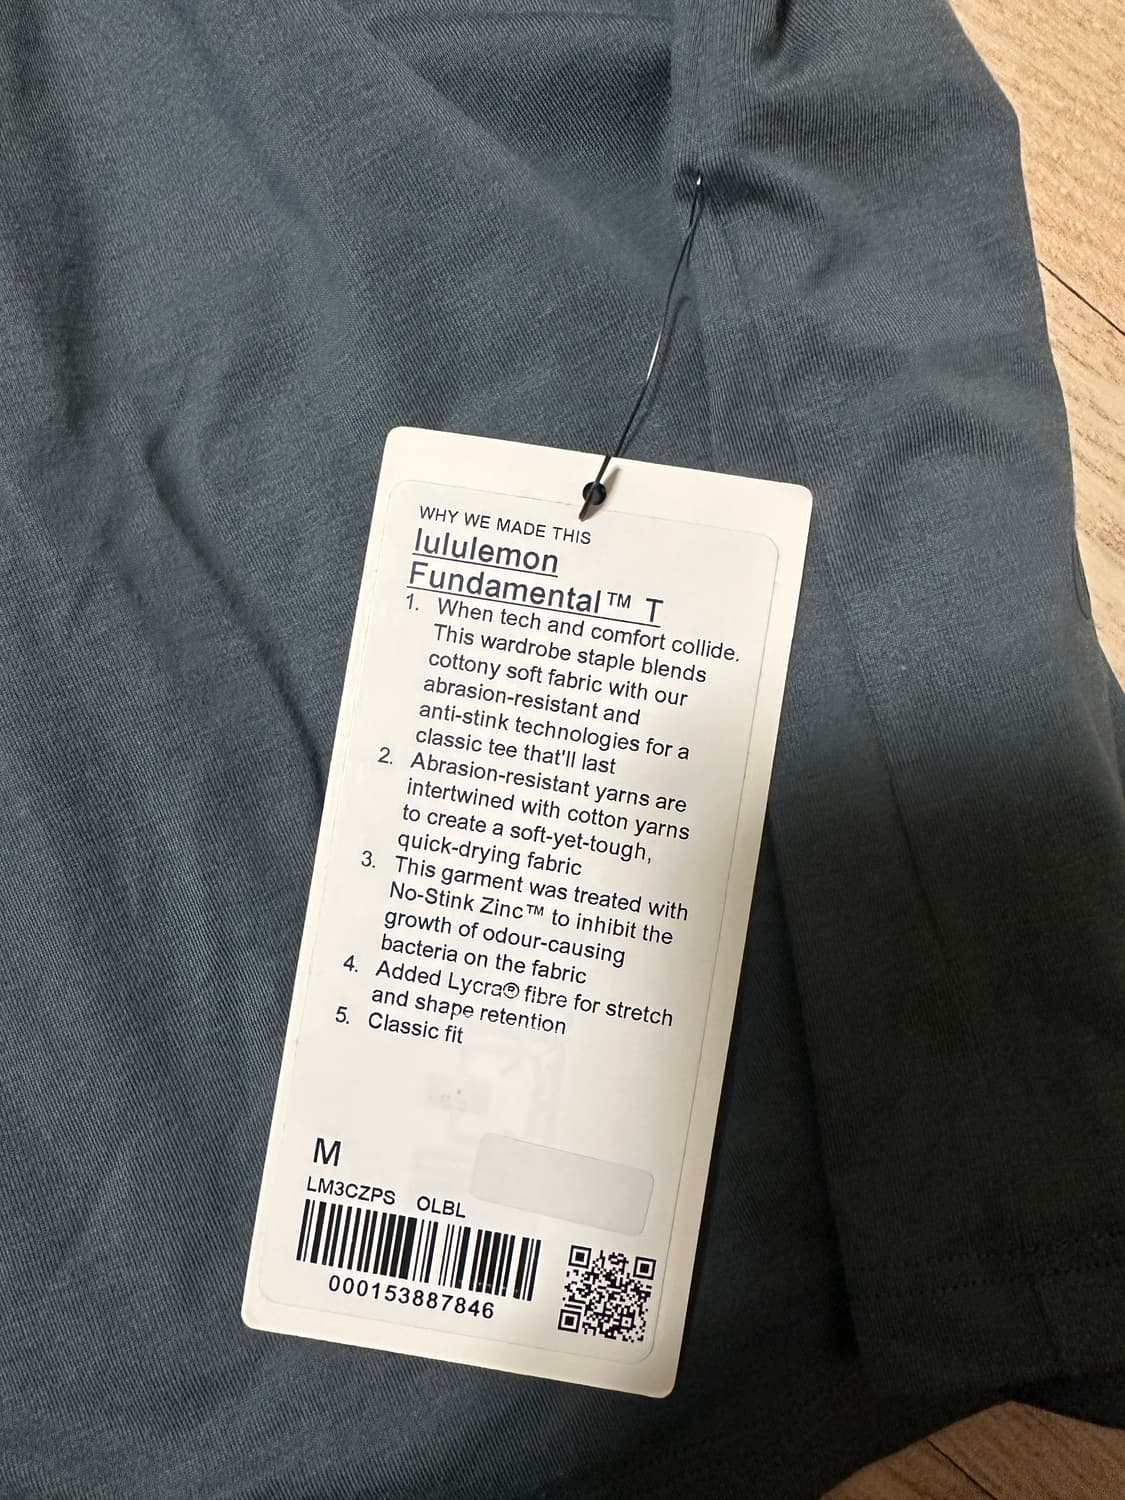 WHY WE MADE THIS
lululemon
Fundamental™ T
1. When tech and comfort collide.
This wardrobe staple blends
cottony soft fabric with our
abrasion-resistant and
anti-stink technologies for a
classic tee that'll last
2. Abrasion-resistant yarns are
intertwined with cotton yarns
to create a soft-yet-tough,
quick-drying fabric
3. This garment was treated with
No-Stink Zinc™ to inhibit the
growth of odour-causing
bacteria on the fabric
4. Added Lycra® fibre for stretch
and shape retention
5. Classic fit
M
LM3CZPS OLBL
000153887846